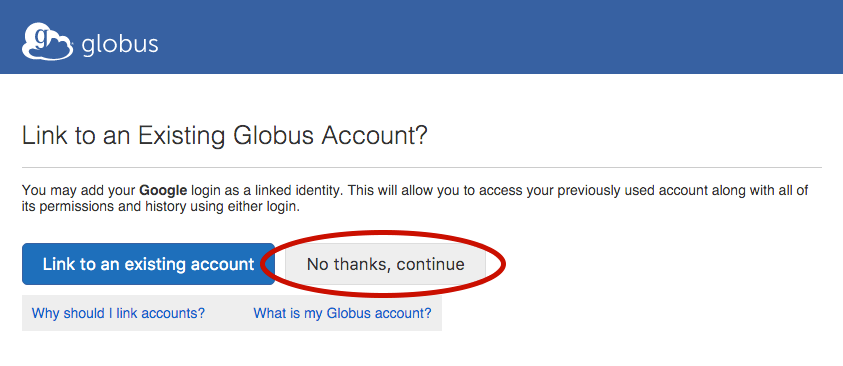 g globus
Link to an Existing Globus Account?
You may add your Google login as a linked identity. This will allow you to access your previously used account along with all of
its permissions and history using either login.
Link to an existing account No thanks, continue
Why should I link accounts? What is my Globus account?